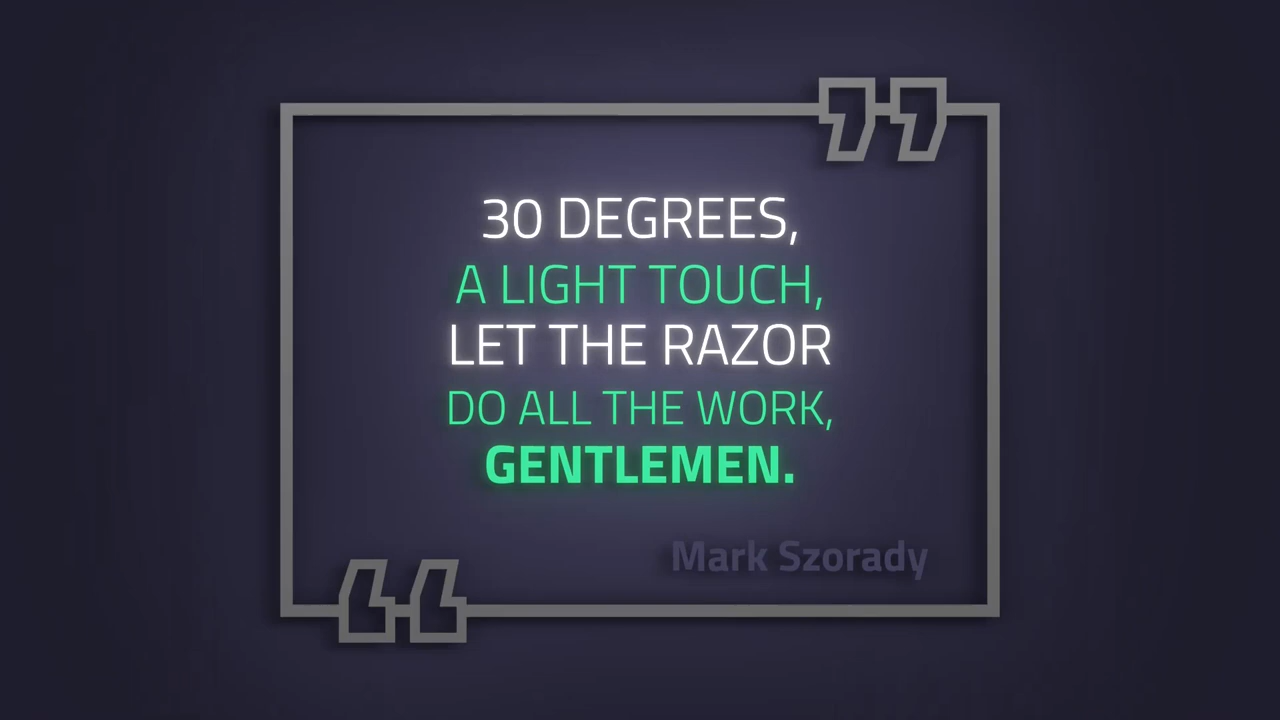 30 DEGREES,
A LIGHT TOUCH,
LET THE RAZOR
DO ALL THE WORK,
GENTLEMEN.
Mark Szorady